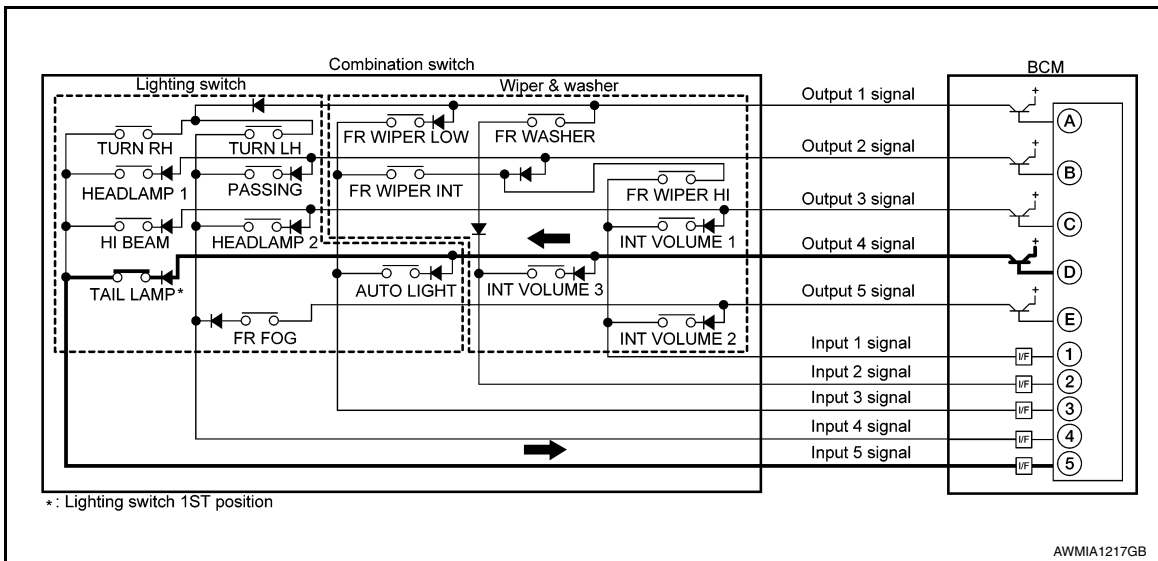 Combination switch
BCM
Lighting switch
Wiper & washer
Output 1 signal
+
A
FR WIPER LOW
FR WASHER
TURN RH
TURN LH
Output 2 signal
+
B
HEADLAMP 1
PASSING
FR WIPER INT
FR WIPER HI
Output 3 signal
+
C
HI BEAM
HEADLAMP 2
INT VOLUME 1
Output 4 signal
+
D
TAIL LAMP*
AUTO LIGHT
INT VOLUME 3
Output 5 signal
+
E
FR FOG
INT VOLUME 2
Input 1 signal
I/F
1
Input 2 signal
I/F
2
Input 3 signal
I/F
3
Input 4 signal
I/F
4
Input 5 signal
I/F
5
*: Lighting switch 1ST position
AWMIA1217GB